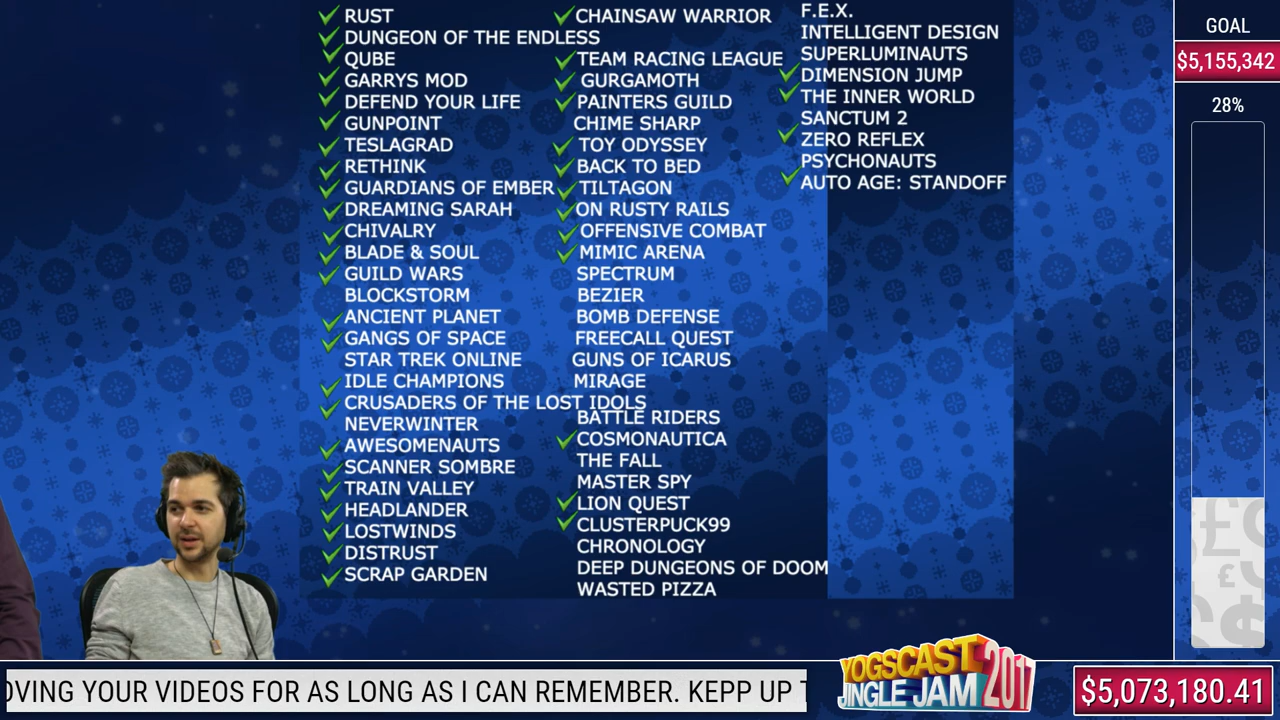 RUST
DUNGEON OF THE ENDLESS
QUBE
GARRYS MOD
DEFEND YOUR LIFE
GUNPOINT
TESLAGRAD
RETHINK
GUARDIANS OF EMBER
DREAMING SARAH
CHIVALRY
BLADE & SOUL
GUILD WARS
BLOCKSTORM
ANCIENT PLANET
GANGS OF SPACE
STAR TREK ONLINE
IDLE CHAMPIONS
CRUSADERS OF THE LOST IDOLS
NEVERWINTER
AWESOMENAUTS
SCANNER SOMBRE
TRAIN VALLEY
HEADLANDER
LOSTWINDS
DISTRUST
SCRAP GARDEN
CHAINSAW WARRIOR
TEAM RACING LEAGUE
GURGAMOTH
PAINTERS GUILD
CHIME SHARP
TOY ODYSSEY
BACK TO BED
TILTAGON
ON RUSTY RAILS
OFFENSIVE COMBAT
MIMIC ARENA
SPECTRUM
BEZIER
BOMB DEFENSE
FREECALL QUEST
GUNS OF ICARUS
MIRAGE
BATTLE RIDERS
COSMONAUTICA
THE FALL
MASTER SPY
LION QUEST
CLUSTERPUCK99
CHRONOLOGY
DEEP DUNGEONS OF DOOM
WASTED PIZZA
F.E.X.
INTELLIGENT DESIGN
SUPERLUMINAUTS
DIMENSION JUMP
THE INNER WORLD
SANCTUM 2
ZERO REFLEX
PSYCHONAUTS
AUTO AGE: STANDOFF
GOAL
$5,155,342
28%
OVING YOUR VIDEOS FOR AS LONG AS I CAN REMEMBER. KEPP UP T
YOGSCAST
JINGLE JAM 2017
$5,073,180.41